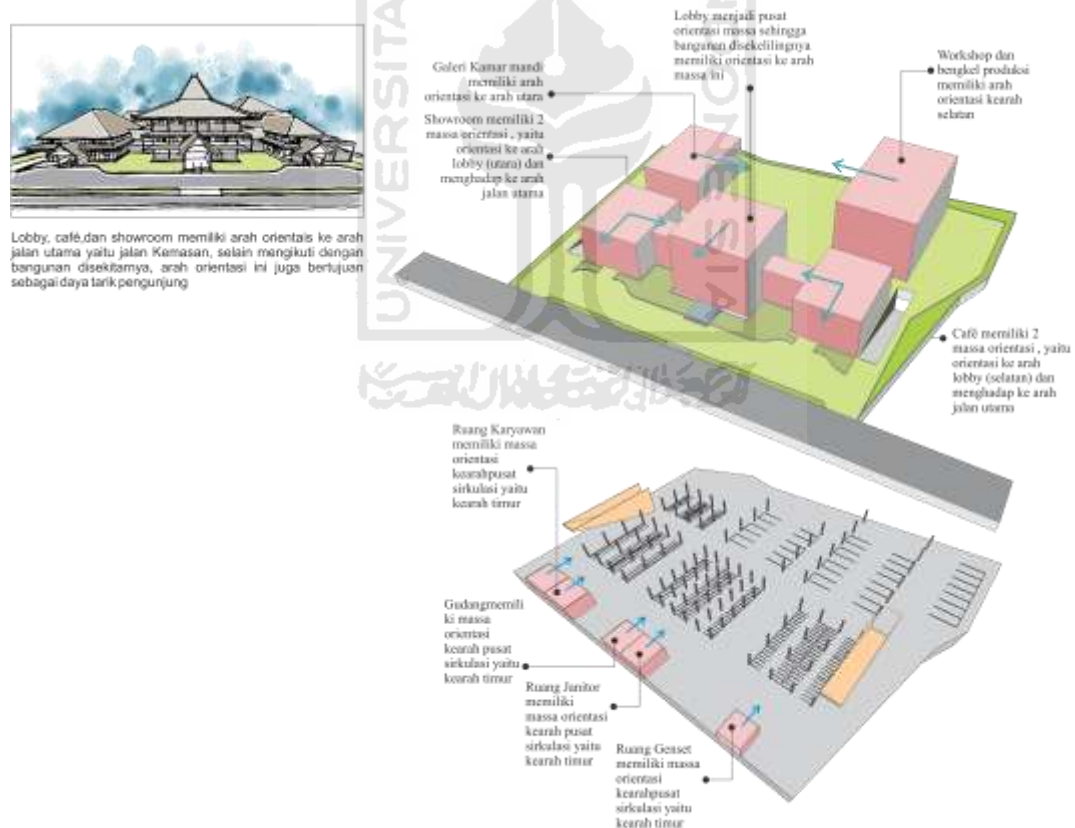 Lobby, café,dan showroom memiliki arah orientais ke arah
jalan utama yaitu jalan Kemasan, selain mengikuti dengan
bangunan disekitarnya, arah orientasi ini juga bertujuan
sebagai daya tarik pengunjung
Galeri Kamar mandi
memiliki arah
orientasi ke arah utara
Showroom memiliki 2
massa orientasi , yaitu
orientasi ke arah
lobby (utara) dan
menghadap ke arah
jalan utama
Lobby menjadi pusat
orientasi massa sehingga
bangunan disekelilingnya
memiliki orientasi ke arah
massa ini
Workshop dan
bengkel produksi
memiliki arah
orientasi kearah
selatan
Café memiliki 2
massa orientasi , yaitu
orientasi ke arah
lobby (selatan) dan
menghadap ke arah
jalan utama
Ruang Karyawan
memiliki massa
orientasi
kearahpusat
sirkulasi yaitu
kearah timur
Gudangmemili
ki massa
orientasi
kearah pusat
sirkulasi yaitu
kearah timur
Ruang Janitor
memiliki
massa orientasi
kearah pusat
sirkulasi yaitu
kearah timur
Ruang Genset
memiliki massa
orientasi
kearahpusat
sirkulasi yaitu
kearah timur